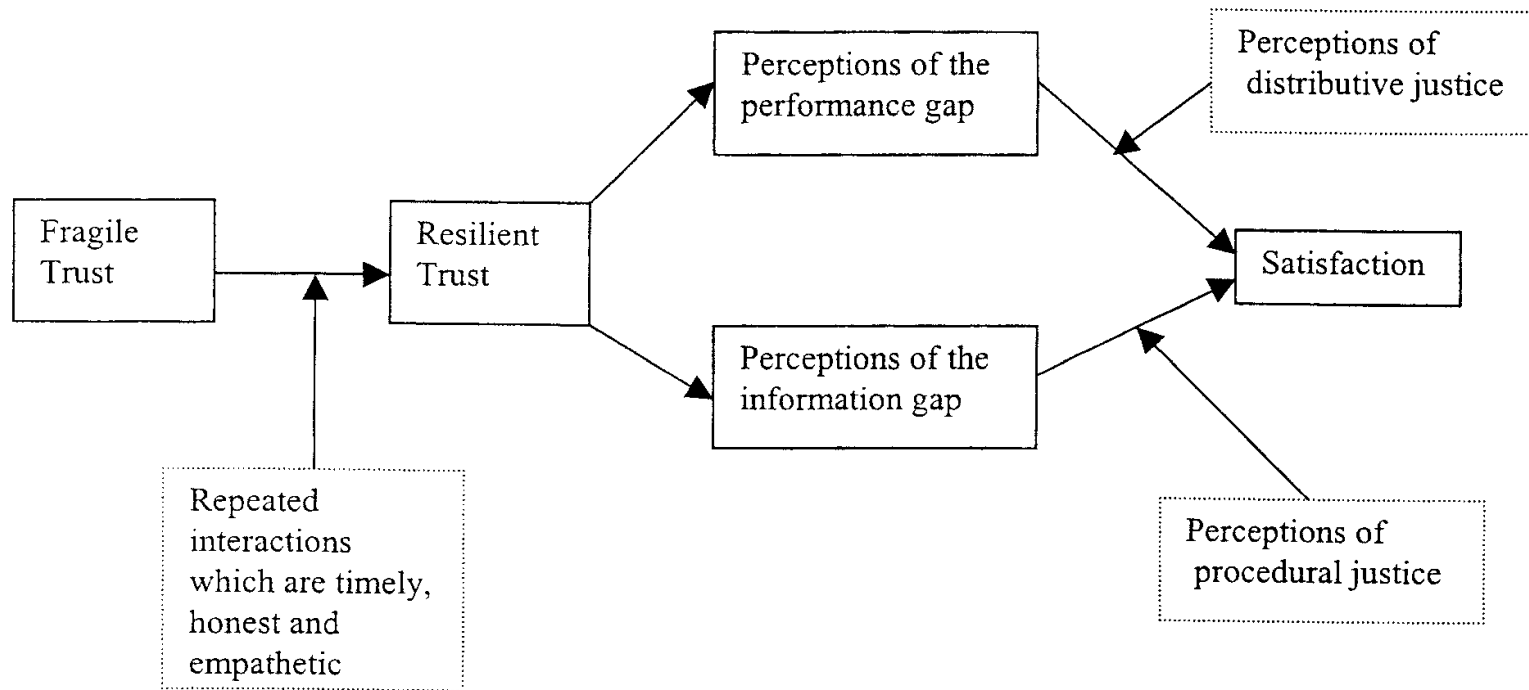 Fragile
Trust
Resilient
Trust
Perceptions of the
performance gap
Perceptions of the
information gap
Perceptions of
distributive justice
Satisfaction
Repeated
interactions
which are timely,
honest and
empathetic
Perceptions of
procedural justice